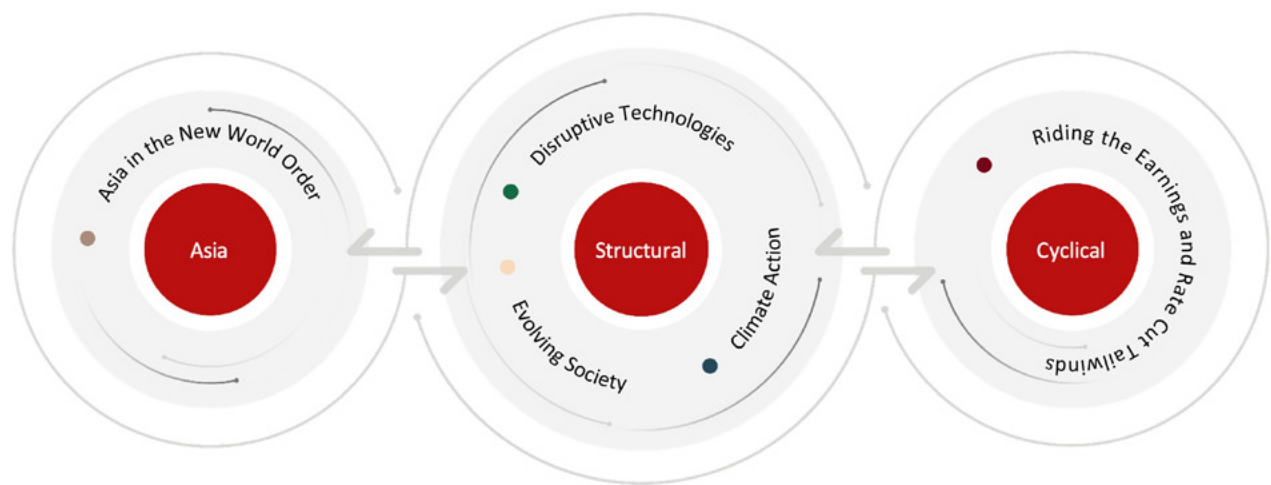 Asia in the New World Order
Asia
Disruptive Technologies
Structural
Evolving Society
Climate Action
Riding the Earnings and Rate Cut Tailwinds
Cyclical